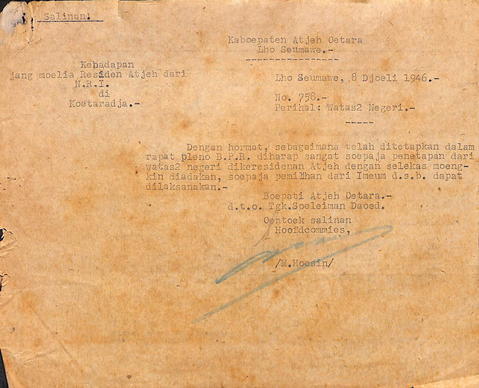 Salinan:
Kaboepaten Atjeh Oetara
Lho Seumawe.-
Kehadapan
jang moelia Residen Atjeh dari
N.R.I.
di
Koetaradja.-
Lho Seumawe, 8 Djoeli 1946.-
No. 758.-
Perihal: Watas2 Negeri.-
Dengan hormat, sebagaimana telah ditetapkan dalam
rapat pleno B.P.R. diharap sangat soepaja penetapan dari
watas2 negeri dikeresidenan Atjeh dengan selekas moeng-
kin diadakan, soepaja pemilihan dari Imeum d.s.b. dapat
dilaksanakan.-
Boepati Atjeh Oetara.-
d.t.o. Tgk.Soeleiman Daoed.
Oentoek salinan
Hoofdcommies,
/M.Hoesin/